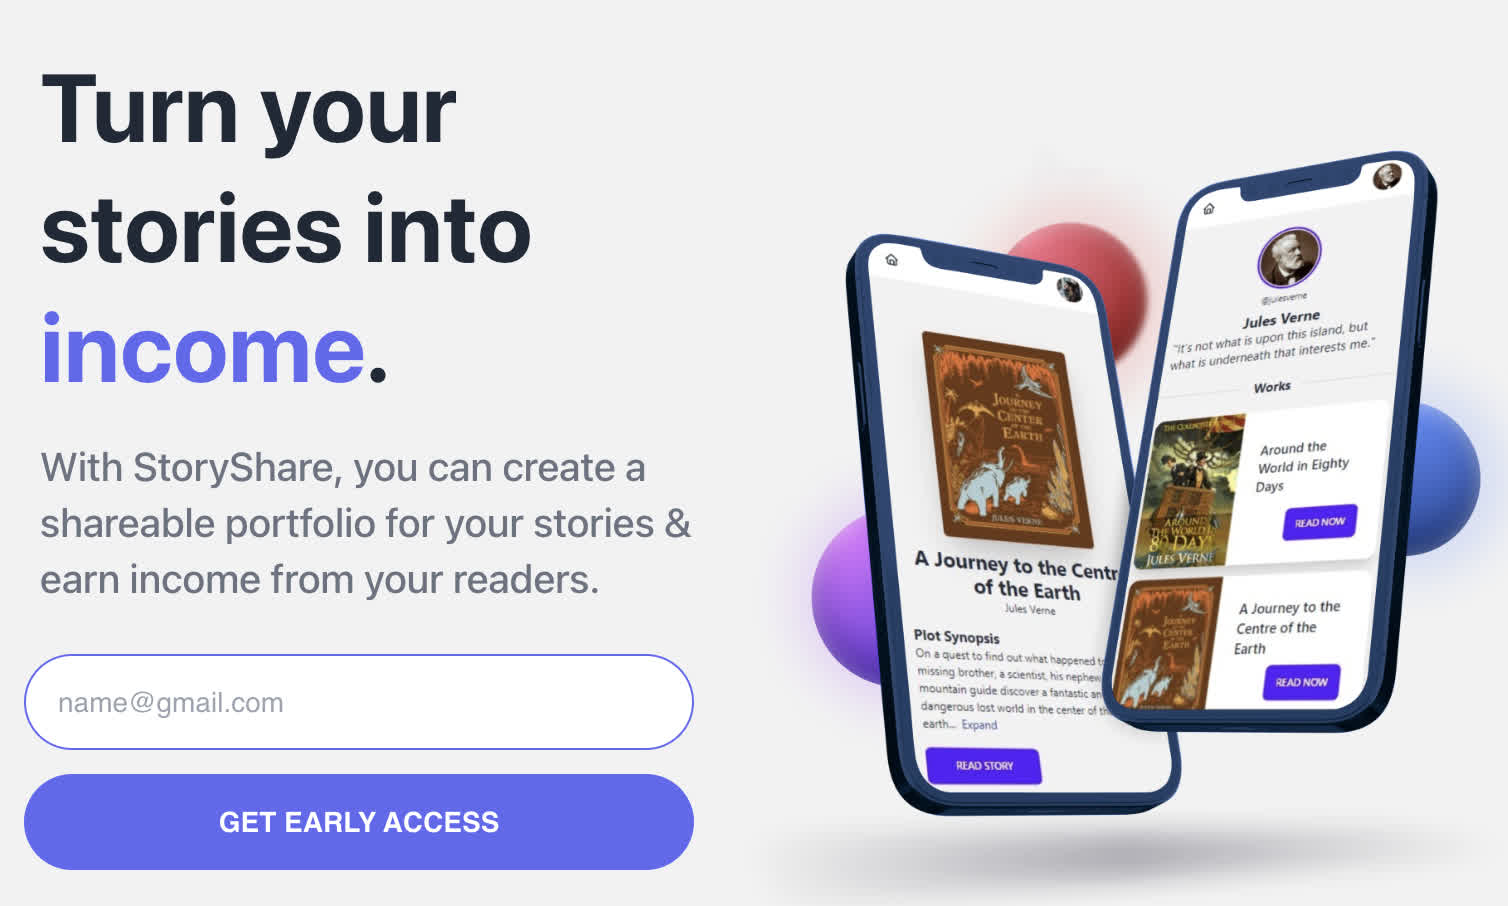 Turn your
stories into
income.
With StoryShare, you can create a
shareable portfolio for your stories &
earn income from your readers.
name@gmail.com
GET EARLY ACCESS
A
JOURNEY
TO THE
CENTER
OF THE
EARTH
JULES VERNE
A Journey to the Centr
of the Earth
Jules Verne
Plot Synopsis
On a quest to find out what happened to
missing brother, a scientist, his nephew
mountain guide discover a fantastic an
dangerous lost world in the center of th
earth... Expand
READ STORY
@julesverne
Jules Verne
"It's not what is upon this island, but
what is underneath that interests me."
Works
AROUND
THE WORLD IN
80 DAYS
JULES VERNE
Around the
World in Eighty
Days
READ NOW
JOURNEY
CENTER
EARTH
A Journey to the
Centre of the
Earth
READ NOW